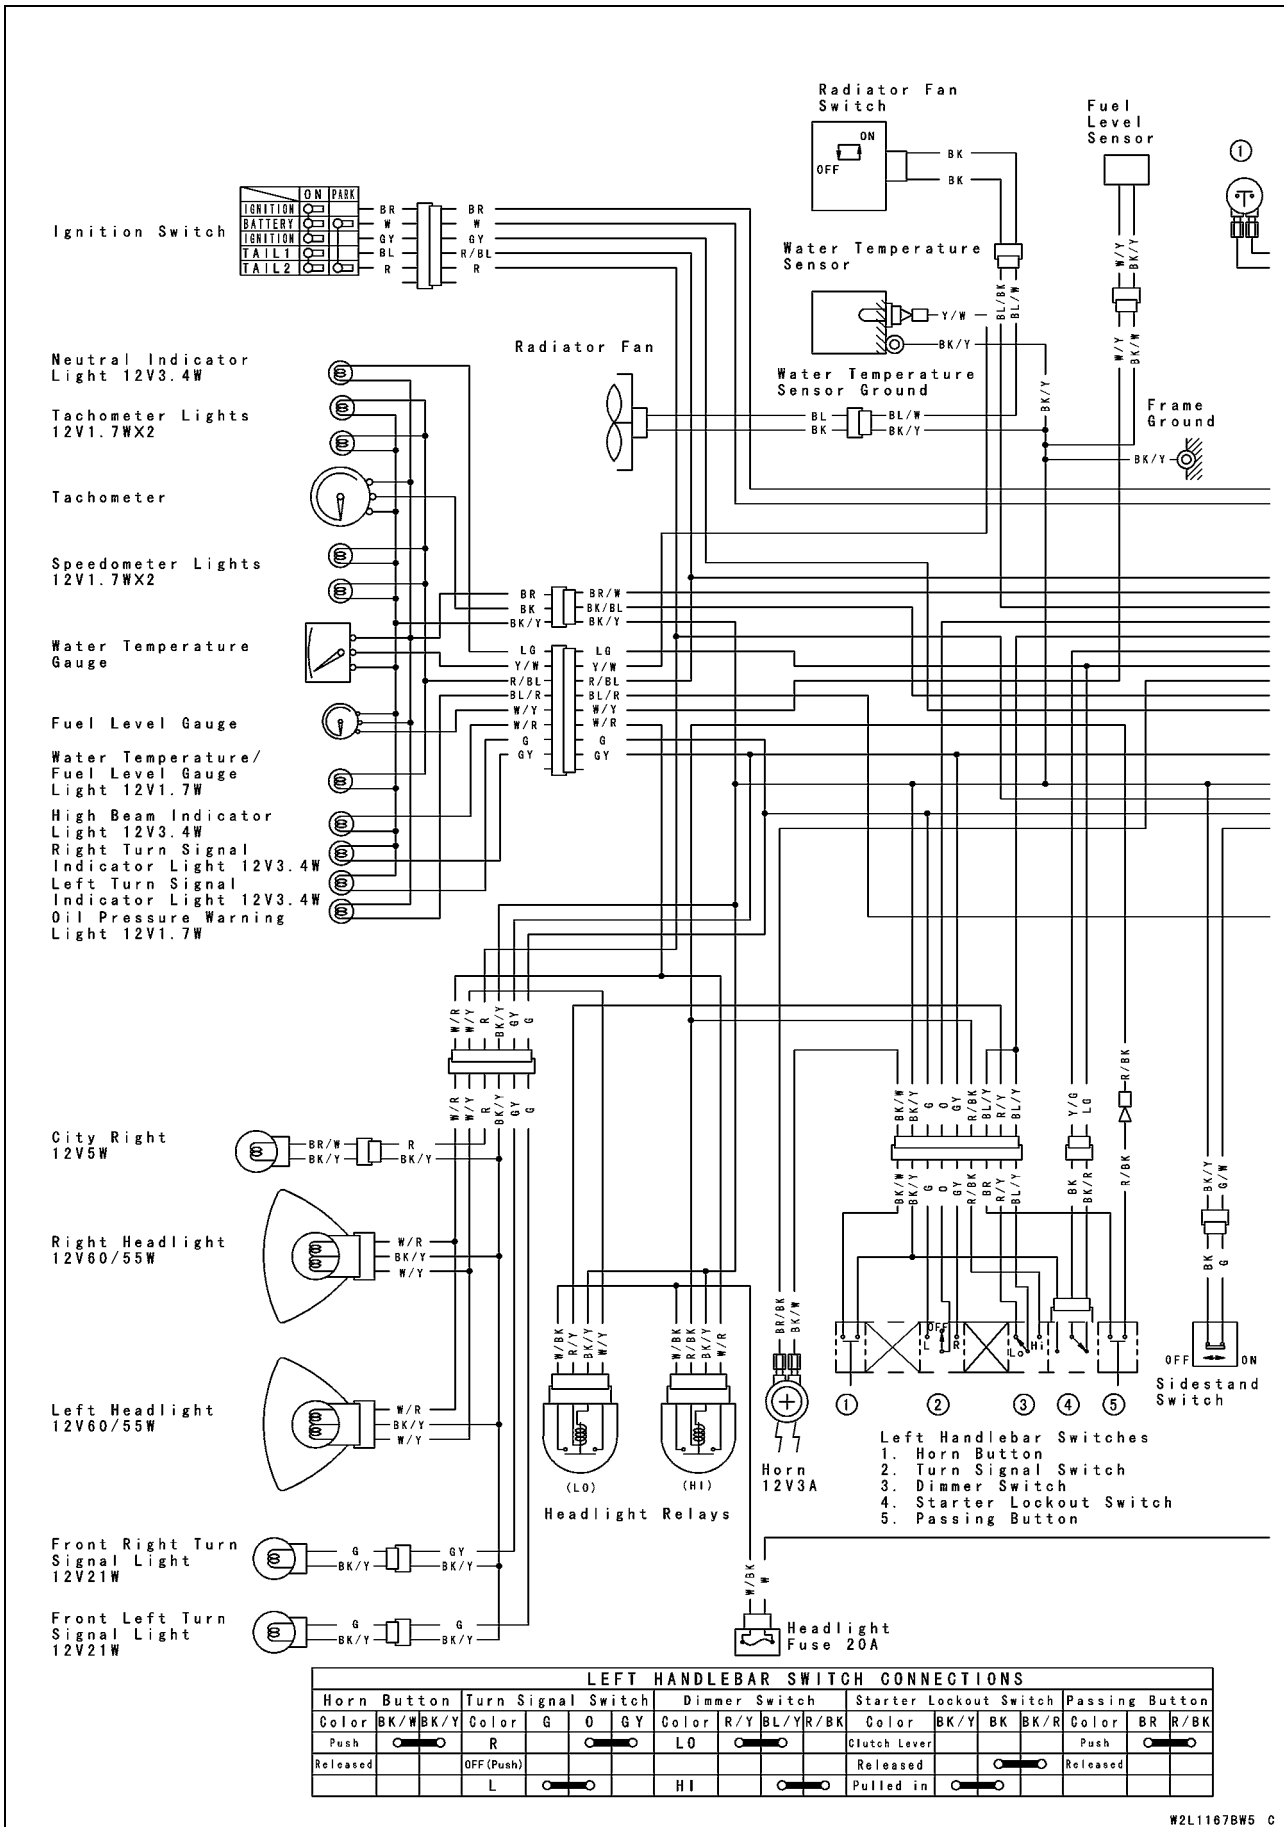 Radiator Fan
Switch
ON
OFF
BK
BK
Fuel
Level
Sensor
1
ON PARK
IGNITION
BATTERY
IGNITION
TAIL1
TAIL2
BR
W
GY
BL
R
BR
W
GY
R/BL
R
Ignition Switch
Water Temperature
Sensor
Y/W
BK/Y
BL/BK
BL/W
W/Y
BK/Y
W/Y
BK/W
Water Temperature
Sensor Ground
BK/Y
Frame
Ground
BK/Y
Radiator Fan
BL
BK
BL/W
BK/Y
Neutral Indicator
Light 12V3.4W
Tachometer Lights
12V1.7WX2
Tachometer
Speedometer Lights
12V1.7WX2
Water Temperature
Gauge
Fuel Level Gauge
Water Temperature/
Fuel Level Gauge
Light 12V1.7W
High Beam Indicator
Light 12V3.4W
Right Turn Signal
Indicator Light 12V3.4W
Left Turn Signal
Indicator Light 12V3.4W
Oil Pressure Warning
Light 12V1.7W
BR BR/W
BK BK/BL
BK/Y BK/Y
LG LG
Y/W Y/W
R/BL R/BL
BL/R BL/R
W/Y W/Y
W/R W/R
G G
GY GY
W/R W/Y R BK/Y GY G
W/R W/Y R BK/Y GY G
City Right
12V5W
BR/W R
BK/Y BK/Y
Right Headlight
12V60/55W
W/R
BK/Y
W/Y
Left Headlight
12V60/55W
W/R
BK/Y
W/Y
Front Right Turn
Signal Light
12V21W
G GY
BK/Y BK/Y
Front Left Turn
Signal Light
12V21W
G G
BK/Y BK/Y
W/BK R/Y BK/Y W/Y
W/BK R/BK BK/Y W/R
(LO)
(HI)
Headlight Relays
BR/BK BK/W
Horn
12V3A
W/BK W
Headlight
Fuse 20A
BK/W BK/Y G O GY R/BK BL/Y R/Y BL/Y
BK/W BK/Y G O GY R/BK BR R/Y BL/Y
Y/G LG
BK BK/R
R/BK
R/BK
BK/Y G/W
BK G
OFF
L R
Lo Hi
1 2 3 4 5
OFF ON
Sidestand
Switch
Left Handlebar Switches
1. Horn Button
2. Turn Signal Switch
3. Dimmer Switch
4. Starter Lockout Switch
5. Passing Button
LEFT HANDLEBAR SWITCH CONNECTIONS
Horn Button Turn Signal Switch Dimmer Switch Starter Lockout Switch Passing Button
Color BK/W BK/Y Color G O GY Color R/Y BL/Y R/BK Color BK/Y BK BK/R Color BR R/BK
Push R LO Clutch Lever Push
Released OFF(Push) Released Released
L HI Pulled in
W2L1167BW5 C